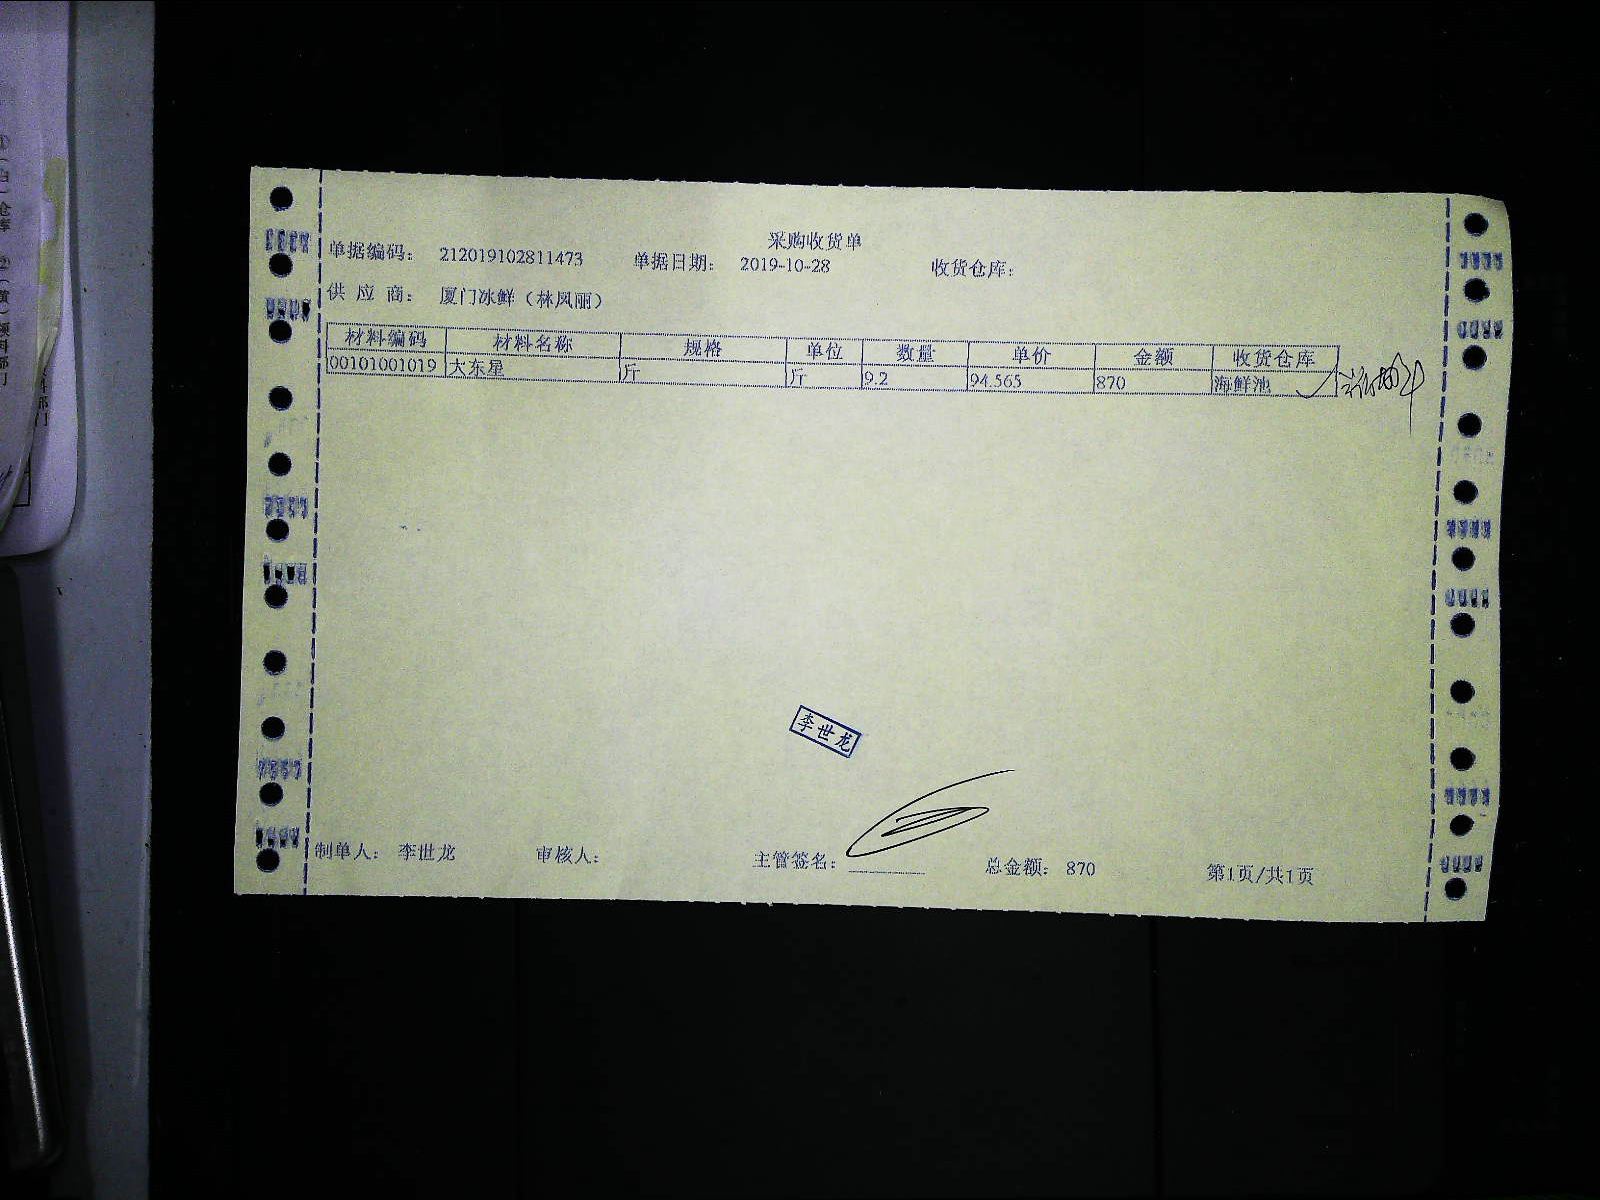 采购收货单
单据编码: 212019102811473 单据日期: 2019-10-28 收货仓库:
供 应 商: 厦门冰鲜(林凤丽)
材料编码 材料名称 规格 单位 数量 单价 金额 收货仓库
00101001019 大东星 斤 斤 9.2 94.565 870 海鲜池
李世龙
制单人: 李世龙 审核人: 主管签名: 总金额: 870 第1页/共1页